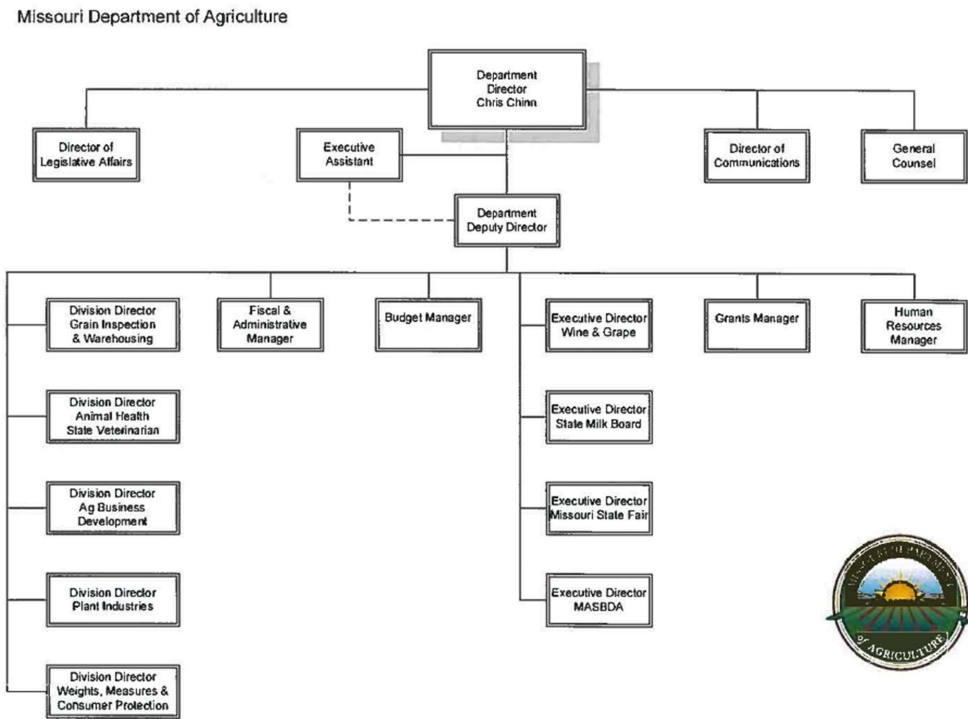 Missouri Department of Agriculture
Department
Director
Chris Chinn
Director of
Legislative Affairs
Executive
Assistant
Director of
Communications
General
Counsel
Department
Deputy Director
Division Director
Grain Inspection
& Warehousing
Fiscal &
Administrative
Manager
Budget Manager
Executive Director
Wine & Grape
Grants Manager
Human
Resources
Manager
Division Director
Animal Health
State Veterinarian
Executive Director
State Milk Board
Division Director
Ag Business
Development
Executive Director
Missouri State Fair
Division Director
Plant Industries
Executive Director
MASBDA
Division Director
Weights, Measures &
Consumer Protection
MISSOURI DEPARTMENT
of AGRICULTURE